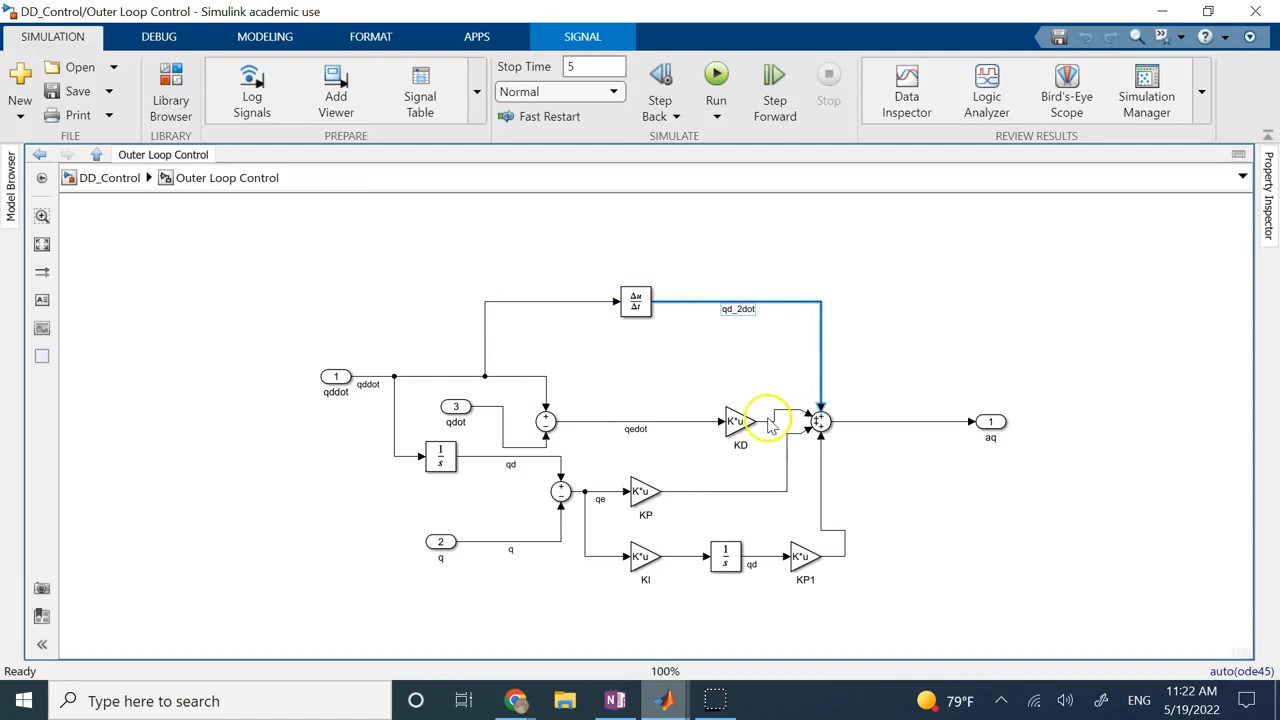 DD_Control/Outer Loop Control - Simulink academic use
SIMULATION DEBUG MODELING FORMAT APPS SIGNAL
New
Open
Save
Print
FILE
Library Browser
LIBRARY
Log Signals
Add Viewer
Signal Table
PREPARE
Stop Time 5
Normal
Fast Restart
Step Back
Run
Step Forward
Stop
SIMULATE
Data Inspector
Logic Analyzer
Bird's-Eye Scope
Simulation Manager
REVIEW RESULTS
Model Browser
Outer Loop Control
DD_Control Outer Loop Control
Property Inspector
Δu
Δt
qd_2dot
1
qddot
qddot
3
qdot
+
−
qedot
K*u
KD
+
+
+
+
1
aq
1
s
qd
+
−
qe
K*u
KP
2
q
q
K*u
KI
1
s
qd
K*u
KP1
Ready 100% auto(ode45)
Type here to search
79°F
ENG
11:22 AM
5/19/2022